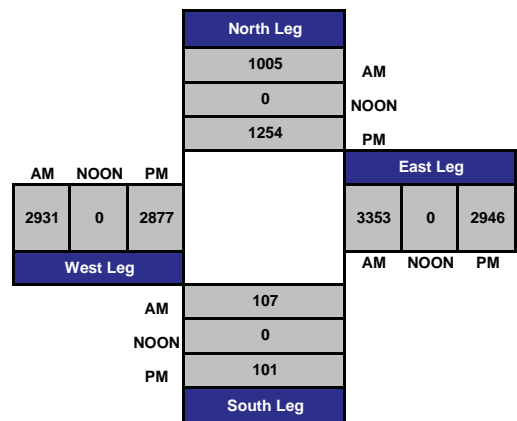 North Leg
1005
AM
0
NOON
1254
PM
AM NOON PM
East Leg
2931 0 2877
3353 0 2946
West Leg
AM NOON PM
AM
107
NOON
0
PM
101
South Leg